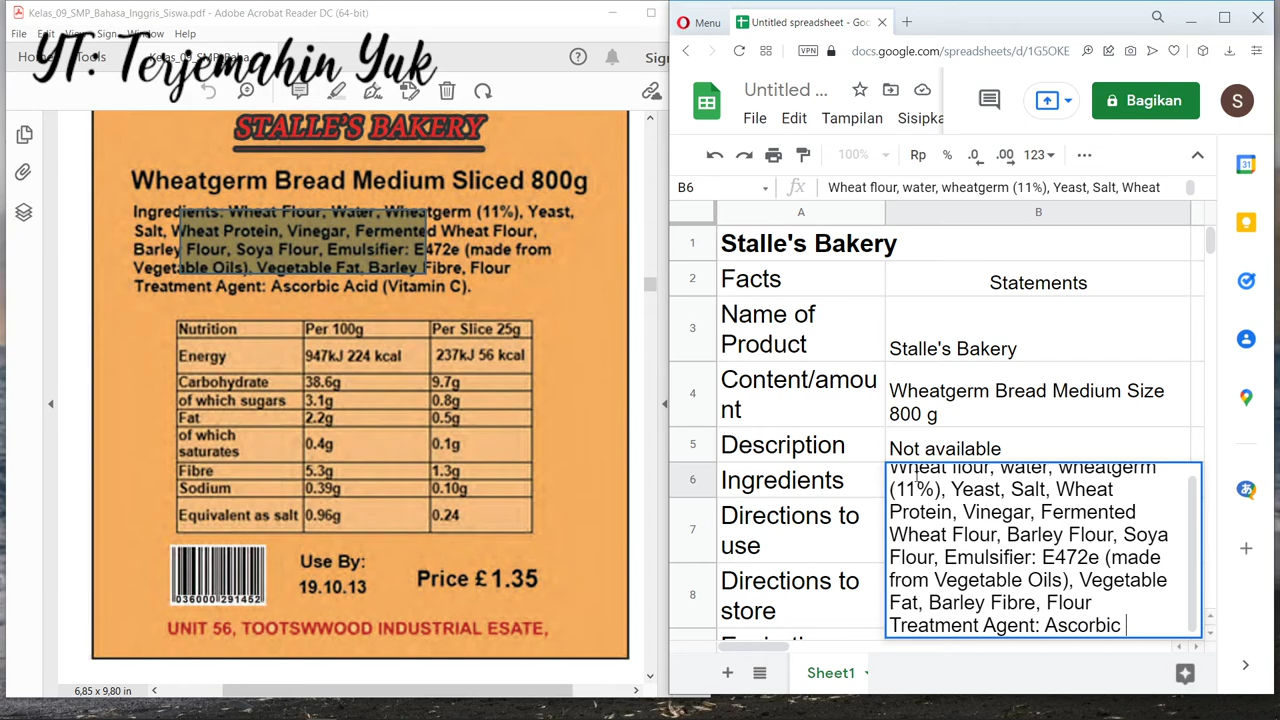 Kelas_09_SMP_Bahasa_Inggris_Siswa.pdf - Adobe Acrobat Reader DC (64-bit)
File Edit View Sign Window Help
Home Tools Kelas_09_SMP_Baha...
YT: Terjemahin Yuk
Sign
STALLE'S BAKERY
Wheatgerm Bread Medium Sliced 800g
Ingredients: Wheat Flour, Water, Wheatgerm (11%), Yeast,
Salt, Wheat Protein, Vinegar, Fermented Wheat Flour,
Barley Flour, Soya Flour, Emulsifier: E472e (made from
Vegetable Oils), Vegetable Fat, Barley Fibre, Flour
Treatment Agent: Ascorbic Acid (Vitamin C).
Nutrition Per 100g Per Slice 25g
Energy 947kJ 224 kcal 237kJ 56 kcal
Carbohydrate 38.6g 9.7g
of which sugars 3.1g 0.8g
Fat 2.2g 0.5g
of which
saturates 0.4g 0.1g
Fibre 5.3g 1.3g
Sodium 0.39g 0.10g
Equivalent as salt 0.96g 0.24
036000 291452
Use By:
19.10.13
Price £1.35
UNIT 56, TOOTSWWOOD INDUSTRIAL ESATE,
6,85 x 9,80 in
Menu Untitled spreadsheet - Goo
VPN docs.google.com/spreadsheets/d/1G5OKE
Untitled ...
File Edit Tampilan Sisipka
Bagikan S
100% Rp % .0 .00 123
B6 fx Wheat flour, water, wheatgerm (11%), Yeast, Salt, Wheat
A B
1 Stalle's Bakery
2 Facts Statements
3 Name of
Product Stalle's Bakery
4 Content/amou
nt Wheatgerm Bread Medium Size
800 g
5 Description Not available
6 Ingredients Wheat flour, water, wheatgerm
(11%), Yeast, Salt, Wheat
Protein, Vinegar, Fermented
Wheat Flour, Barley Flour, Soya
Flour, Emulsifier: E472e (made
from Vegetable Oils), Vegetable
Fat, Barley Fibre, Flour
Treatment Agent: Ascorbic
7 Directions to
use
8 Directions to
store
Sheet1
31